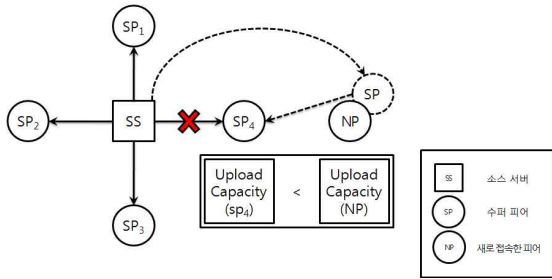 SP1
SP2
SS
SP4
SP
NP
SP3
Upload
Capacity
(sp4)
<
Upload
Capacity
(NP)
SS 소스 서버
SP 수퍼 피어
NP 새로 접속한 피어